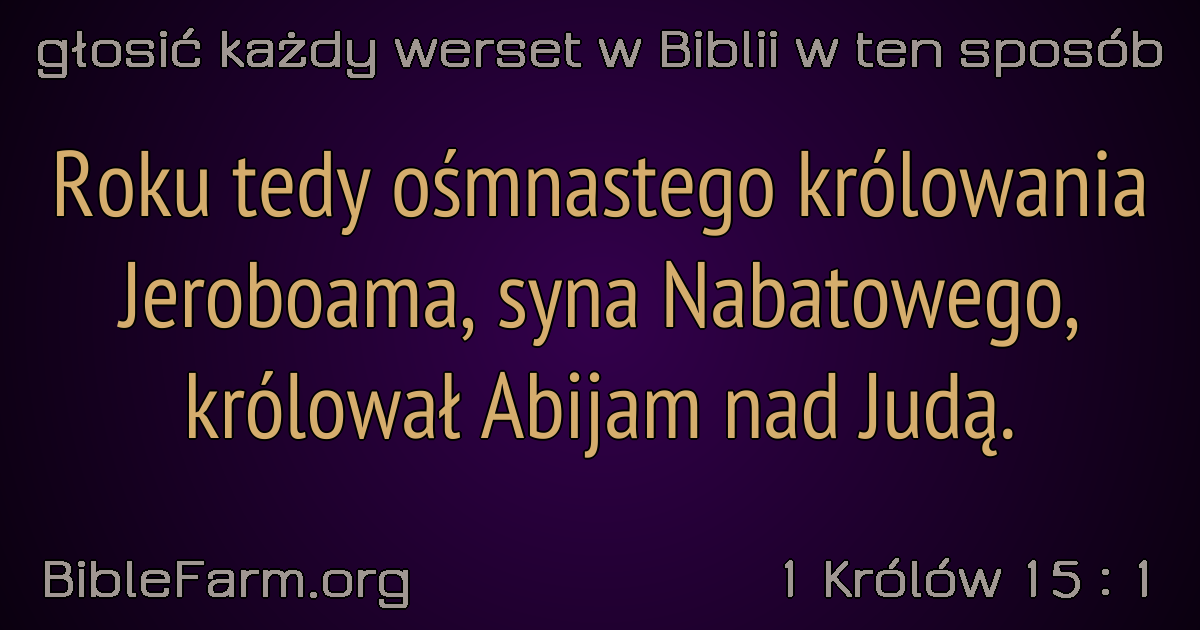 głosić każdy werset w Biblii w ten sposób
Roku tedy ośmnastego królowania
Jeroboama, syna Nabatowego,
królował Abijam nad Judą.
BibleFarm.org
1 Królów 15 : 1